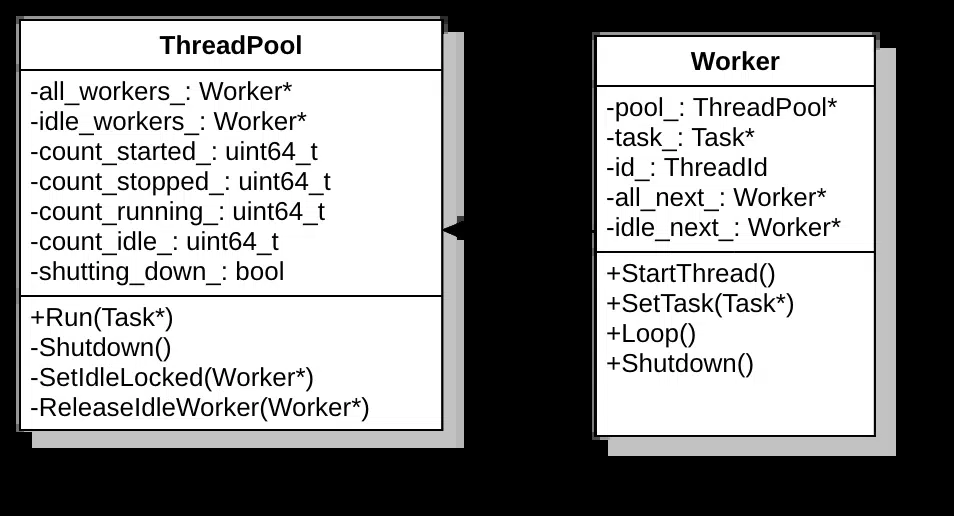 ThreadPool
-all_workers_: Worker*
-idle_workers_: Worker*
-count_started_: uint64_t
-count_stopped_: uint64_t
-count_running_: uint64_t
-count_idle_: uint64_t
-shutting_down_: bool
+Run(Task*)
-Shutdown()
-SetIdleLocked(Worker*)
-ReleaseIdleWorker(Worker*)
Worker
-pool_: ThreadPool*
-task_: Task*
-id_: ThreadId
-all_next_: Worker*
-idle_next_: Worker*
+StartThread()
+SetTask(Task*)
+Loop()
+Shutdown()